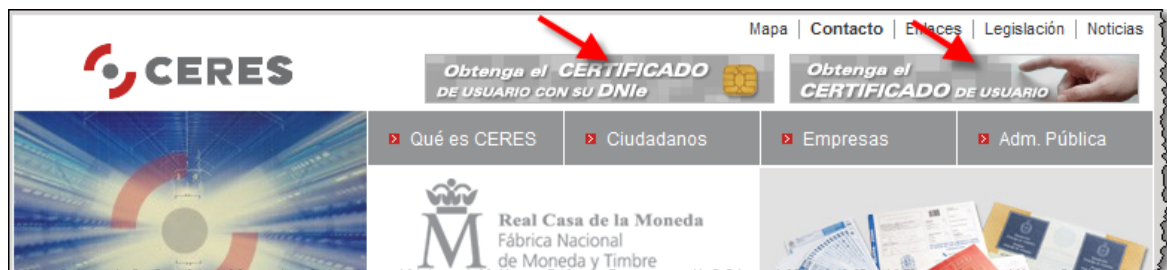 Mapa | Contacto | Enlaces | Legislación | Noticias
CERES
Obtenga el CERTIFICADO
DE USUARIO CON SU DNIe
Obtenga el
CERTIFICADO DE USUARIO
Qué es CERES
Ciudadanos
Empresas
Adm. Pública
Real Casa de la Moneda
Fábrica Nacional
de Moneda y Timbre